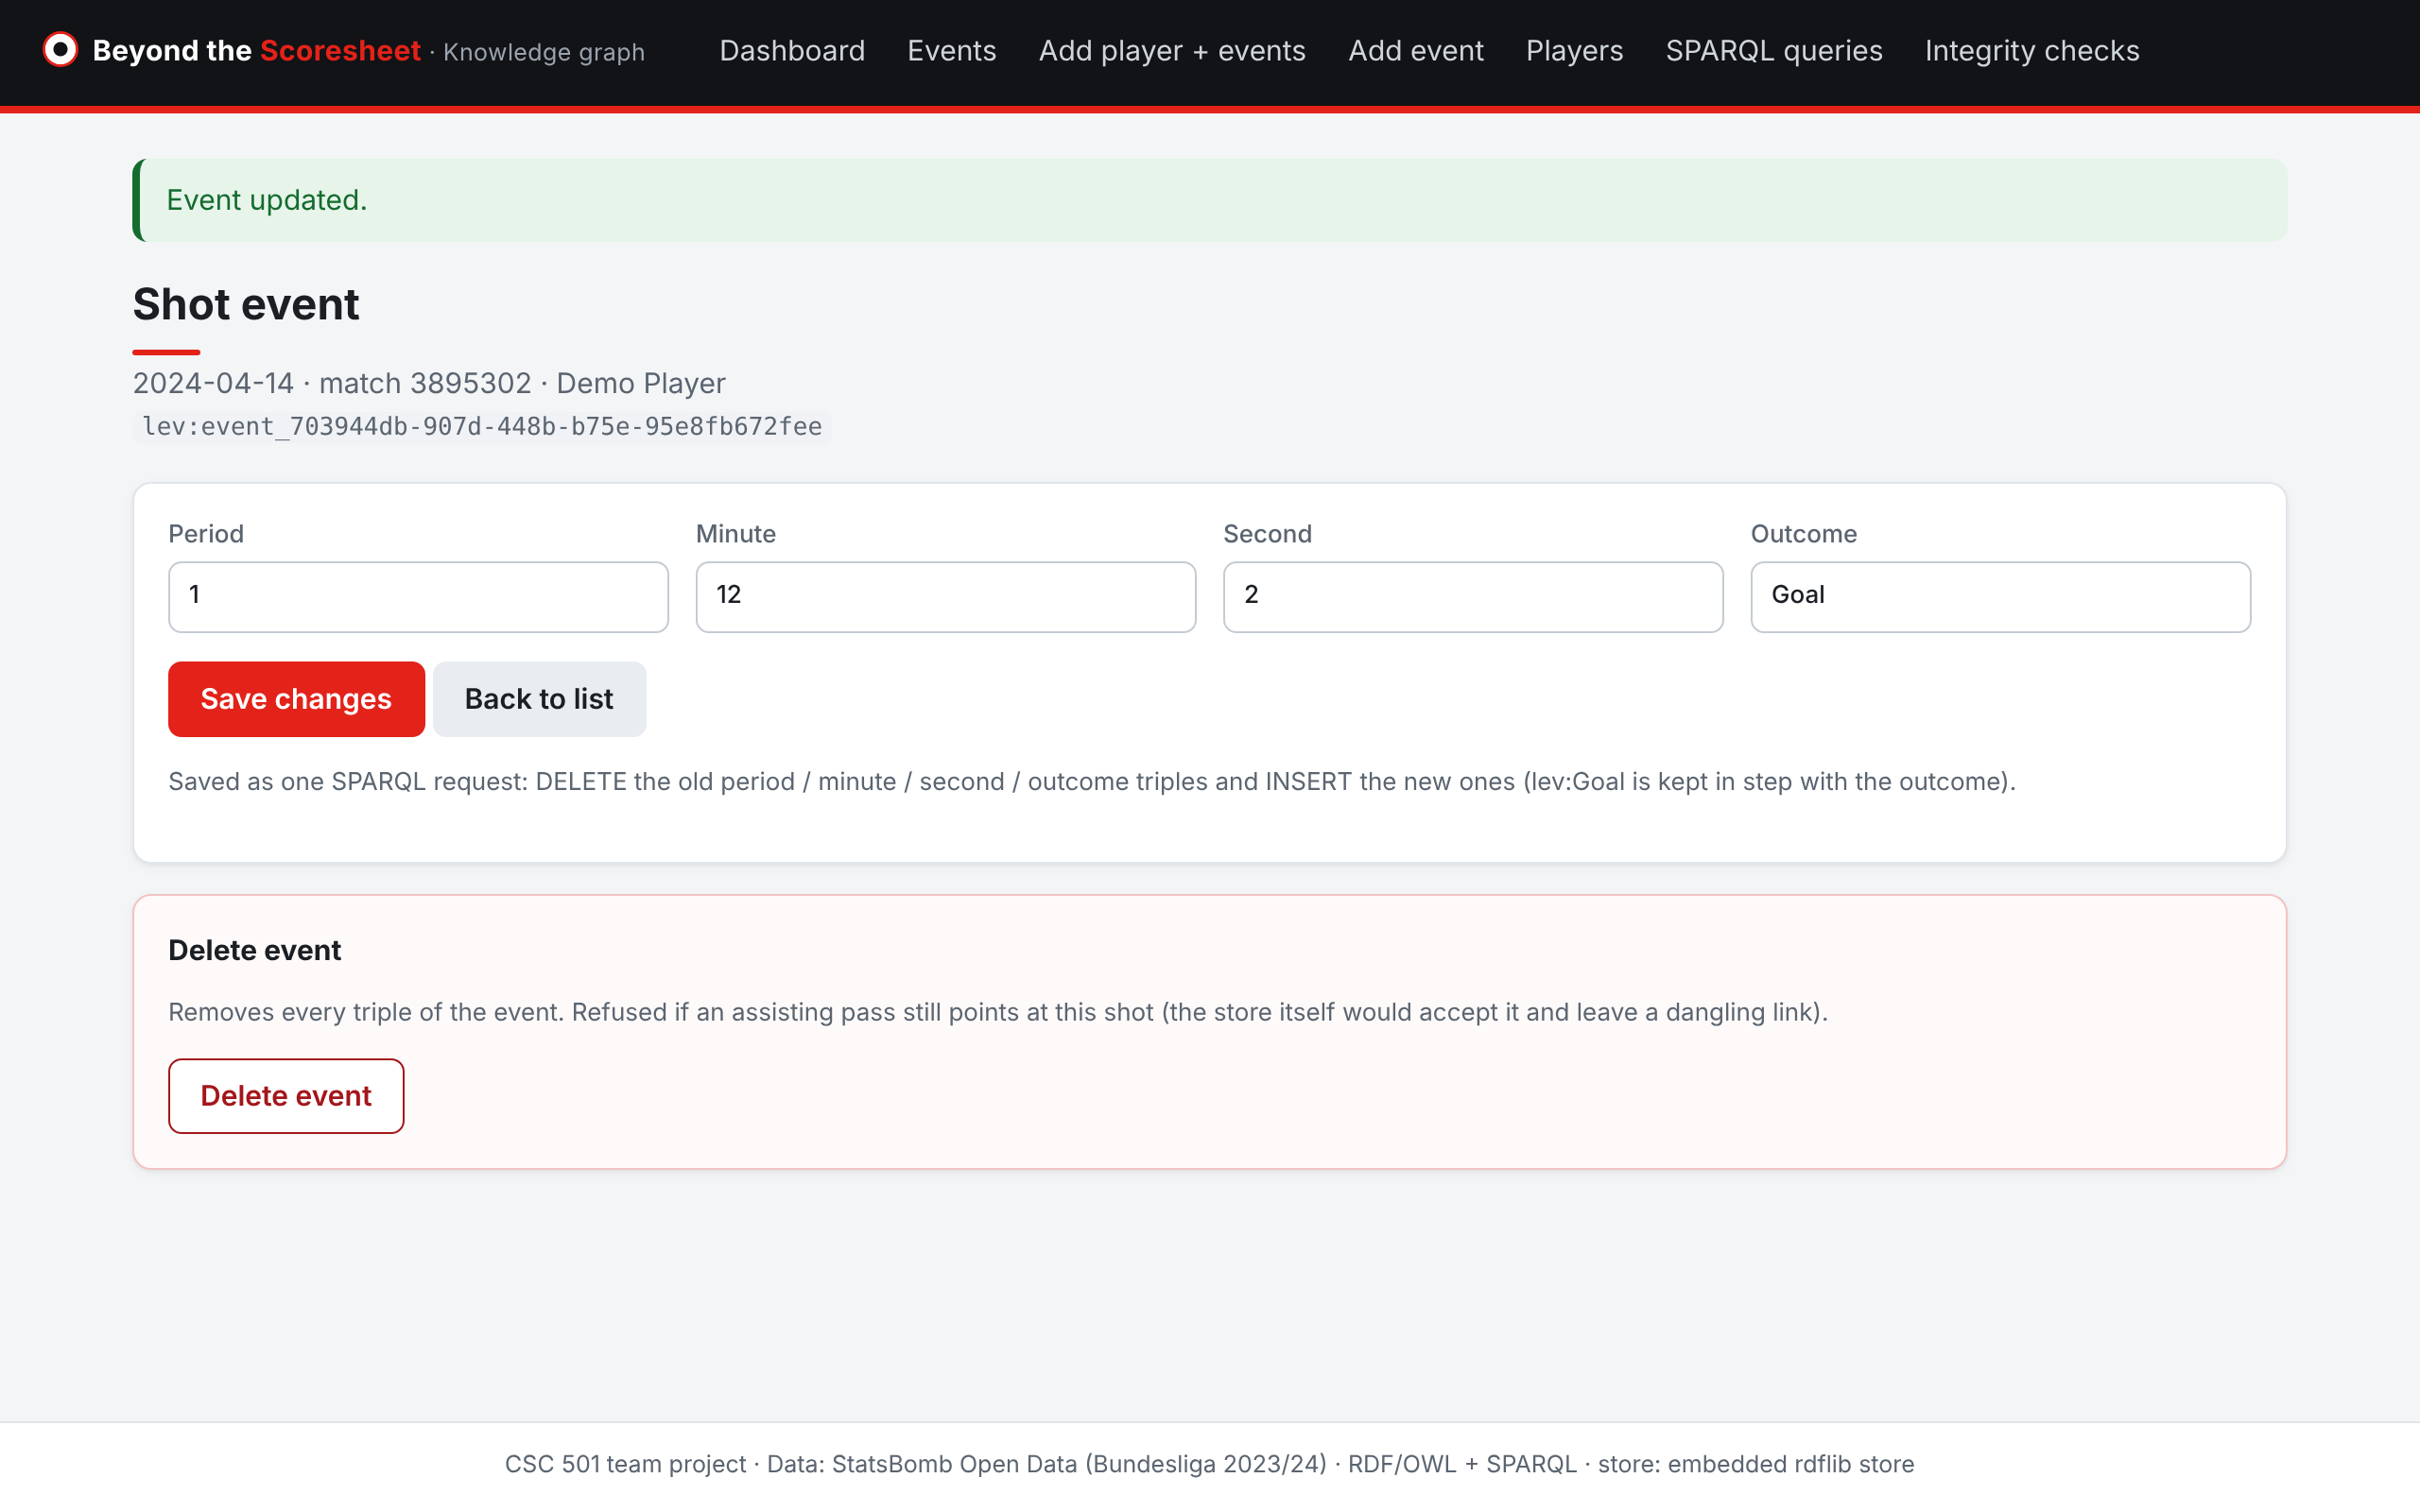 Beyond the Scoresheet · Knowledge graph
Dashboard Events Add player + events Add event Players SPARQL queries Integrity checks
Event updated.
Shot event
2024-04-14 · match 3895302 · Demo Player
lev:event_703944db-907d-448b-b75e-95e8fb672fee
Period Minute Second Outcome
1 12 2 Goal
Save changes Back to list
Saved as one SPARQL request: DELETE the old period / minute / second / outcome triples and INSERT the new ones (lev:Goal is kept in step with the outcome).
Delete event
Removes every triple of the event. Refused if an assisting pass still points at this shot (the store itself would accept it and leave a dangling link).
Delete event
CSC 501 team project · Data: StatsBomb Open Data (Bundesliga 2023/24) · RDF/OWL + SPARQL · store: embedded rdflib store